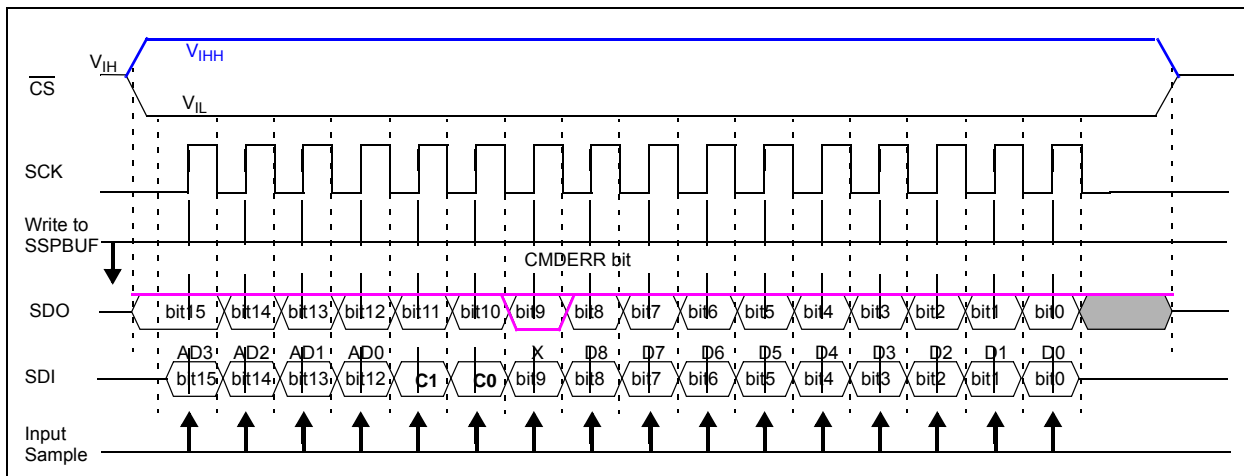 VIH
VIHH
CS
VIL
SCK
Write to
SSPBUF
CMDERR bit
SDO
bit15 bit14 bit13 bit12 bit11 bit10 bit9 bit8 bit7 bit6 bit5 bit4 bit3 bit2 bit1 bit0
AD3 AD2 AD1 AD0 X D8 D7 D6 D5 D4 D3 D2 D1 D0
SDI
bit15 bit14 bit13 bit12 C1 C0 bit9 bit8 bit7 bit6 bit5 bit4 bit3 bit2 bit1 bit0
Input
Sample